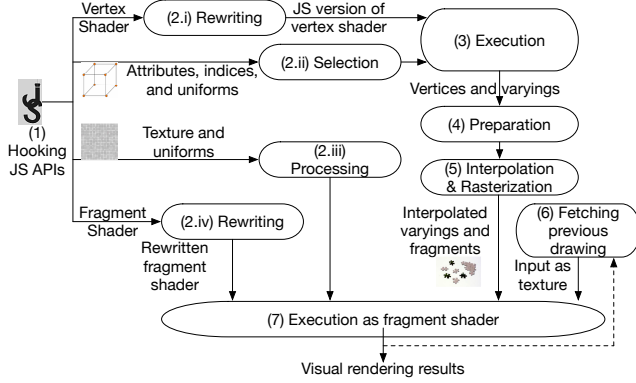 Vertex
Shader
(2.i) Rewriting
JS version of
vertex shader
(3) Execution
Attributes, indices,
and uniforms
(2.ii) Selection
Vertices and varyings
JS
(1)
Hooking
JS APIs
Texture and
uniforms
(2.iii)
Processing
(4) Preparation
(5) Interpolation
& Rasterization
Fragment
Shader
(2.iv) Rewriting
Rewritten
fragment
shader
Interpolated
varyings and
fragments
(6) Fetching
previous
drawing
Input as
texture
(7) Execution as fragment shader
Visual rendering results